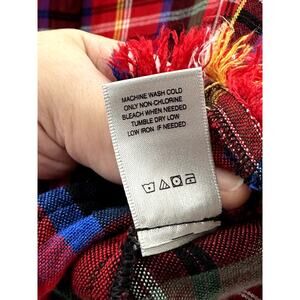 MACHINE WASH COLD
ONLY NON-CHLORINE
BLEACH WHEN NEEDED
TUMBLE DRY LOW
LOW IRON IF NEEDED